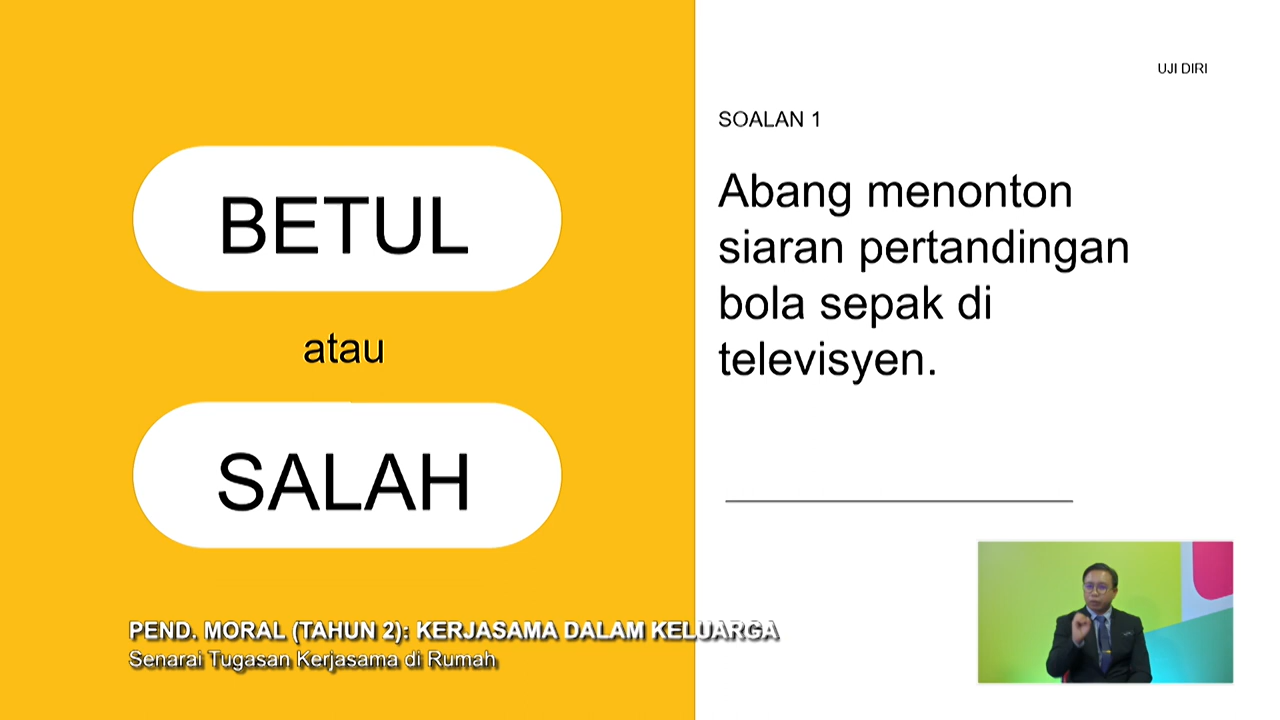 BETUL
atau
SALAH
UJI DIRI
SOALAN 1
Abang menonton
siaran pertandingan
bola sepak di
televisyen.
PEND. MORAL (TAHUN 2): KERJASAMA DALAM KELUARGA
Senarai Tugasan Kerjasama di Rumah